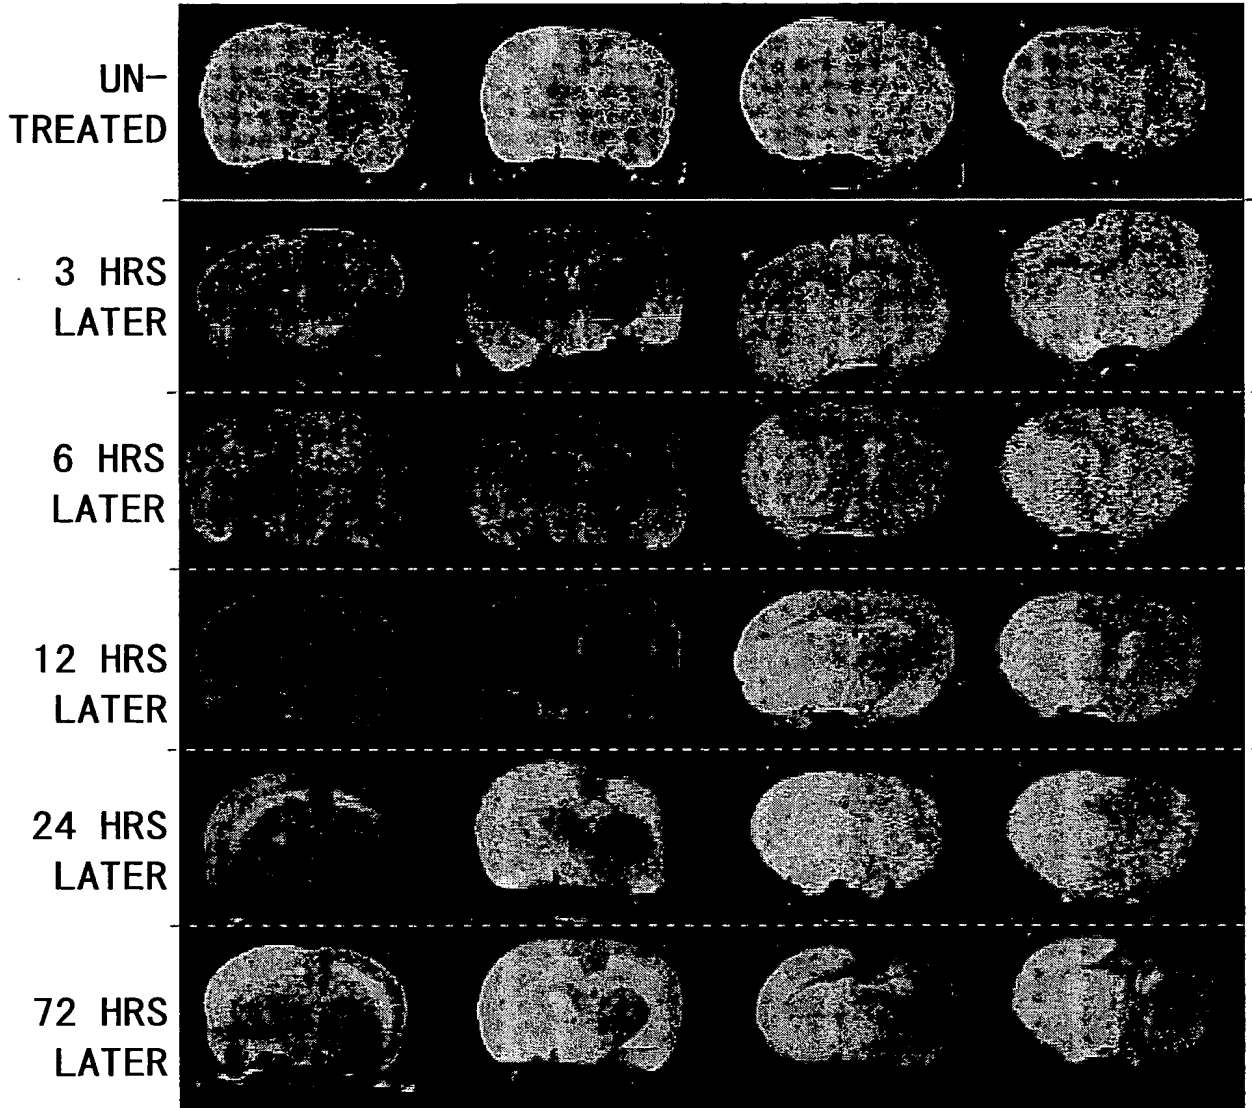 UN-
TREATED
3 HRS
LATER
6 HRS
LATER
12 HRS
LATER
24 HRS
LATER
72 HRS
LATER